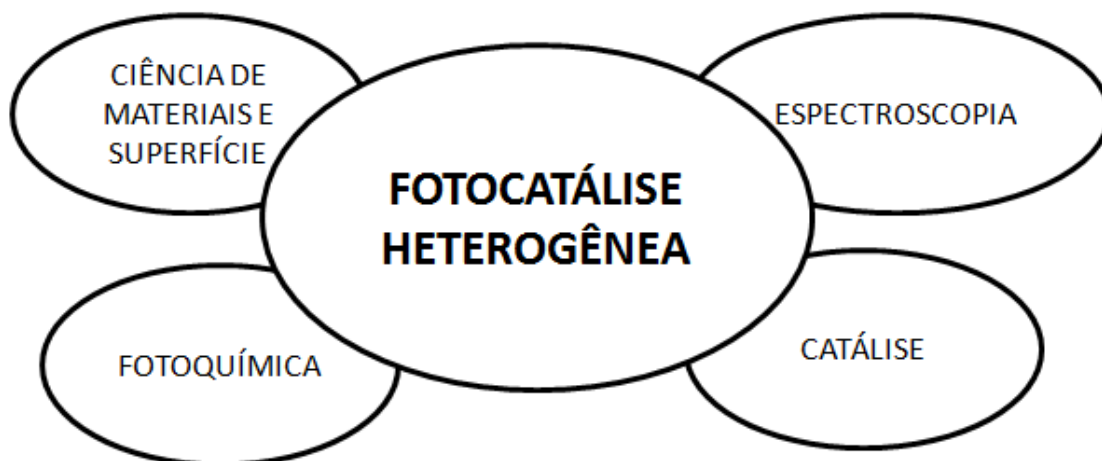 CIÊNCIA DE
MATERIAIS E
SUPERFÍCIE
ESPECTROSCOPIA
FOTOCATÁLISE
HETEROGÊNEA
FOTOQUÍMICA
CATÁLISE